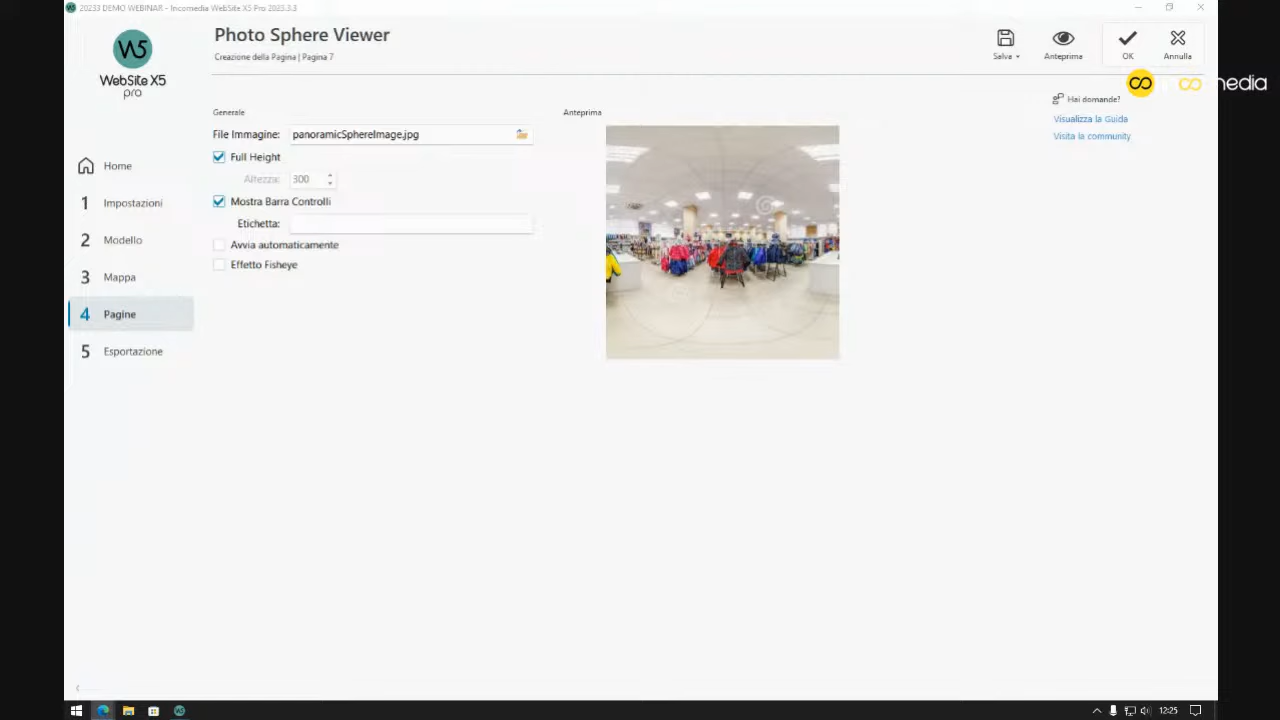 20233 DEMO WEBINAR - Incomedia WebSite X5 Pro 2023.3.3
W5
WebSite X5
pro
Photo Sphere Viewer
Creazione della Pagina | Pagina 7
Salva
Anteprima
OK
Annulla
media
Home
1 Impostazioni
2 Modello
3 Mappa
4 Pagine
5 Esportazione
Generale
File Immagine: panoramicSphereImage.jpg
Full Height
Altezza: 300
Mostra Barra Controlli
Etichetta:
Avvia automaticamente
Effetto Fisheye
Anteprima
Hai domande?
Visualizza la Guida
Visita la community
12:25